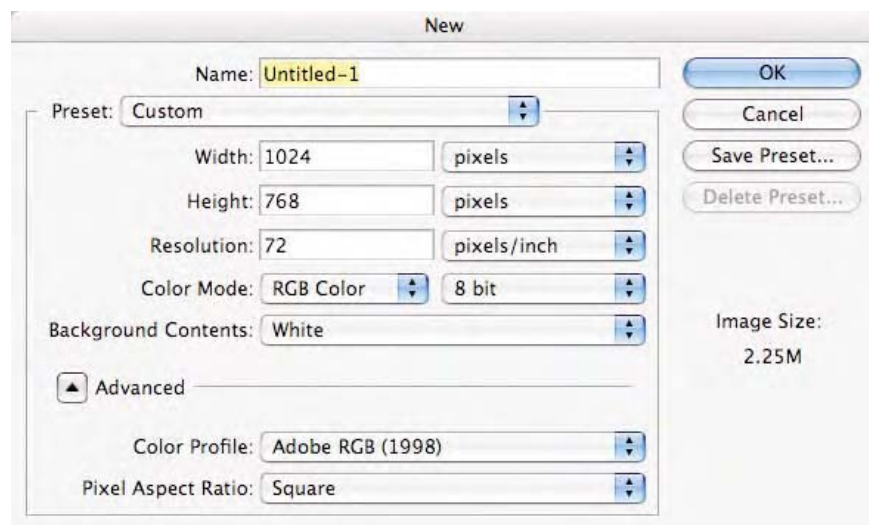 New
Name: Untitled-1
OK
Preset: Custom
Cancel
Width: 1024 pixels
Save Preset...
Height: 768 pixels
Delete Preset...
Resolution: 72 pixels/inch
Color Mode: RGB Color 8 bit
Background Contents: White
Image Size:
2.25M
Advanced
Color Profile: Adobe RGB (1998)
Pixel Aspect Ratio: Square